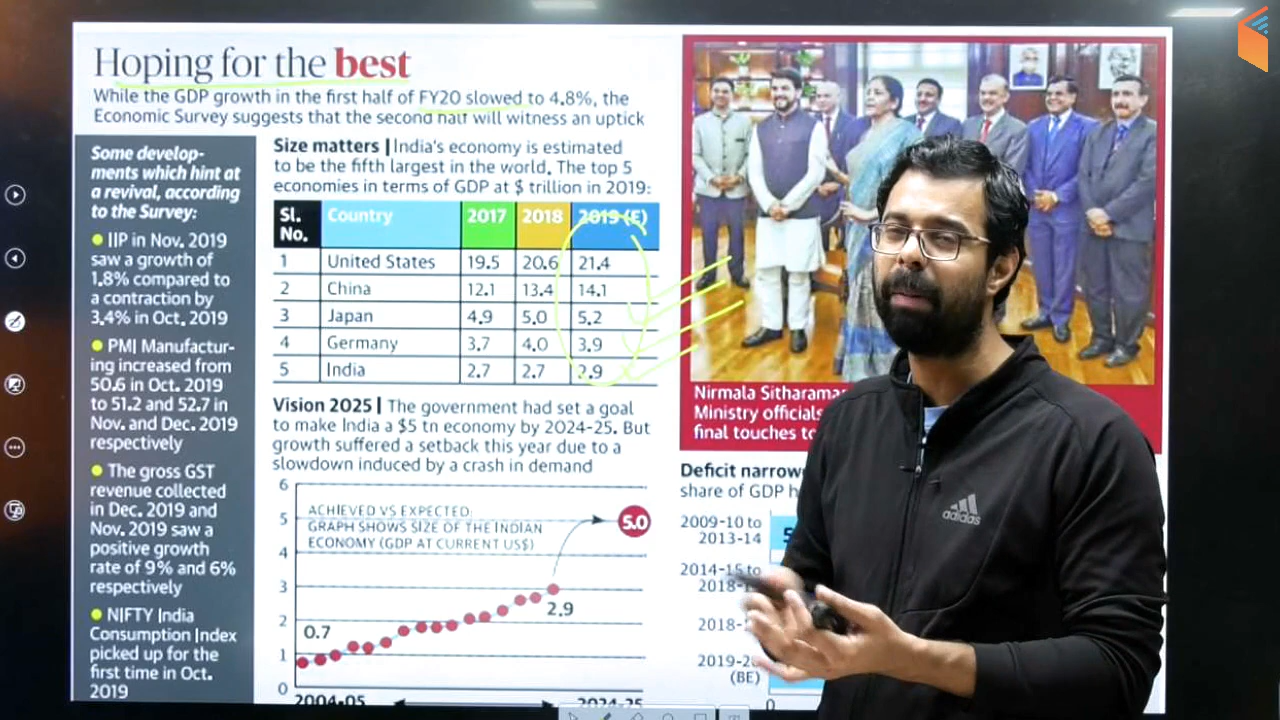 Hoping for the best
While the GDP growth in the first half of FY20 slowed to 4.8%, the
Economic Survey suggests that the second half will witness an uptick
Some develop-
ments which hint at
a revival, according
to the Survey:
IIP in Nov. 2019
saw a growth of
1.8% compared to
a contraction by
3.4% in Oct. 2019
PMI Manufactur-
ing increased from
50.6 in Oct. 2019
to 51.2 and 52.7 in
Nov. and Dec. 2019
respectively
The gross GST
revenue collected
in Dec. 2019 and
Nov. 2019 saw a
positive growth
rate of 9% and 6%
respectively
NIFTY India
Consumption Index
picked up for the
first time in Oct.
2019
Size matters | India's economy is estimated
to be the fifth largest in the world. The top 5
economies in terms of GDP at $ trillion in 2019:
Sl. No. Country 2017 2018 2019 (E)
1 United States 19.5 20.6 21.4
2 China 12.1 13.4 14.1
3 Japan 4.9 5.0 5.2
4 Germany 3.7 4.0 3.9
5 India 2.7 2.7 2.9
Vision 2025 | The government had set a goal
to make India a $5 tn economy by 2024-25. But
growth suffered a setback this year due to a
slowdown induced by a crash in demand
6
5
4
3
2
1
0
ACHIEVED VS EXPECTED:
GRAPH SHOWS SIZE OF THE INDIAN
ECONOMY (GDP AT CURRENT US$)
5.0
2.9
0.7
2004-05 2024-25
Nirmala Sitharaman
Ministry officials
final touches to
Deficit narrow
share of GDP
2009-10 to
2013-14
2014-15 to
2018-
2018-
2019-20
(BE)
0
adidas